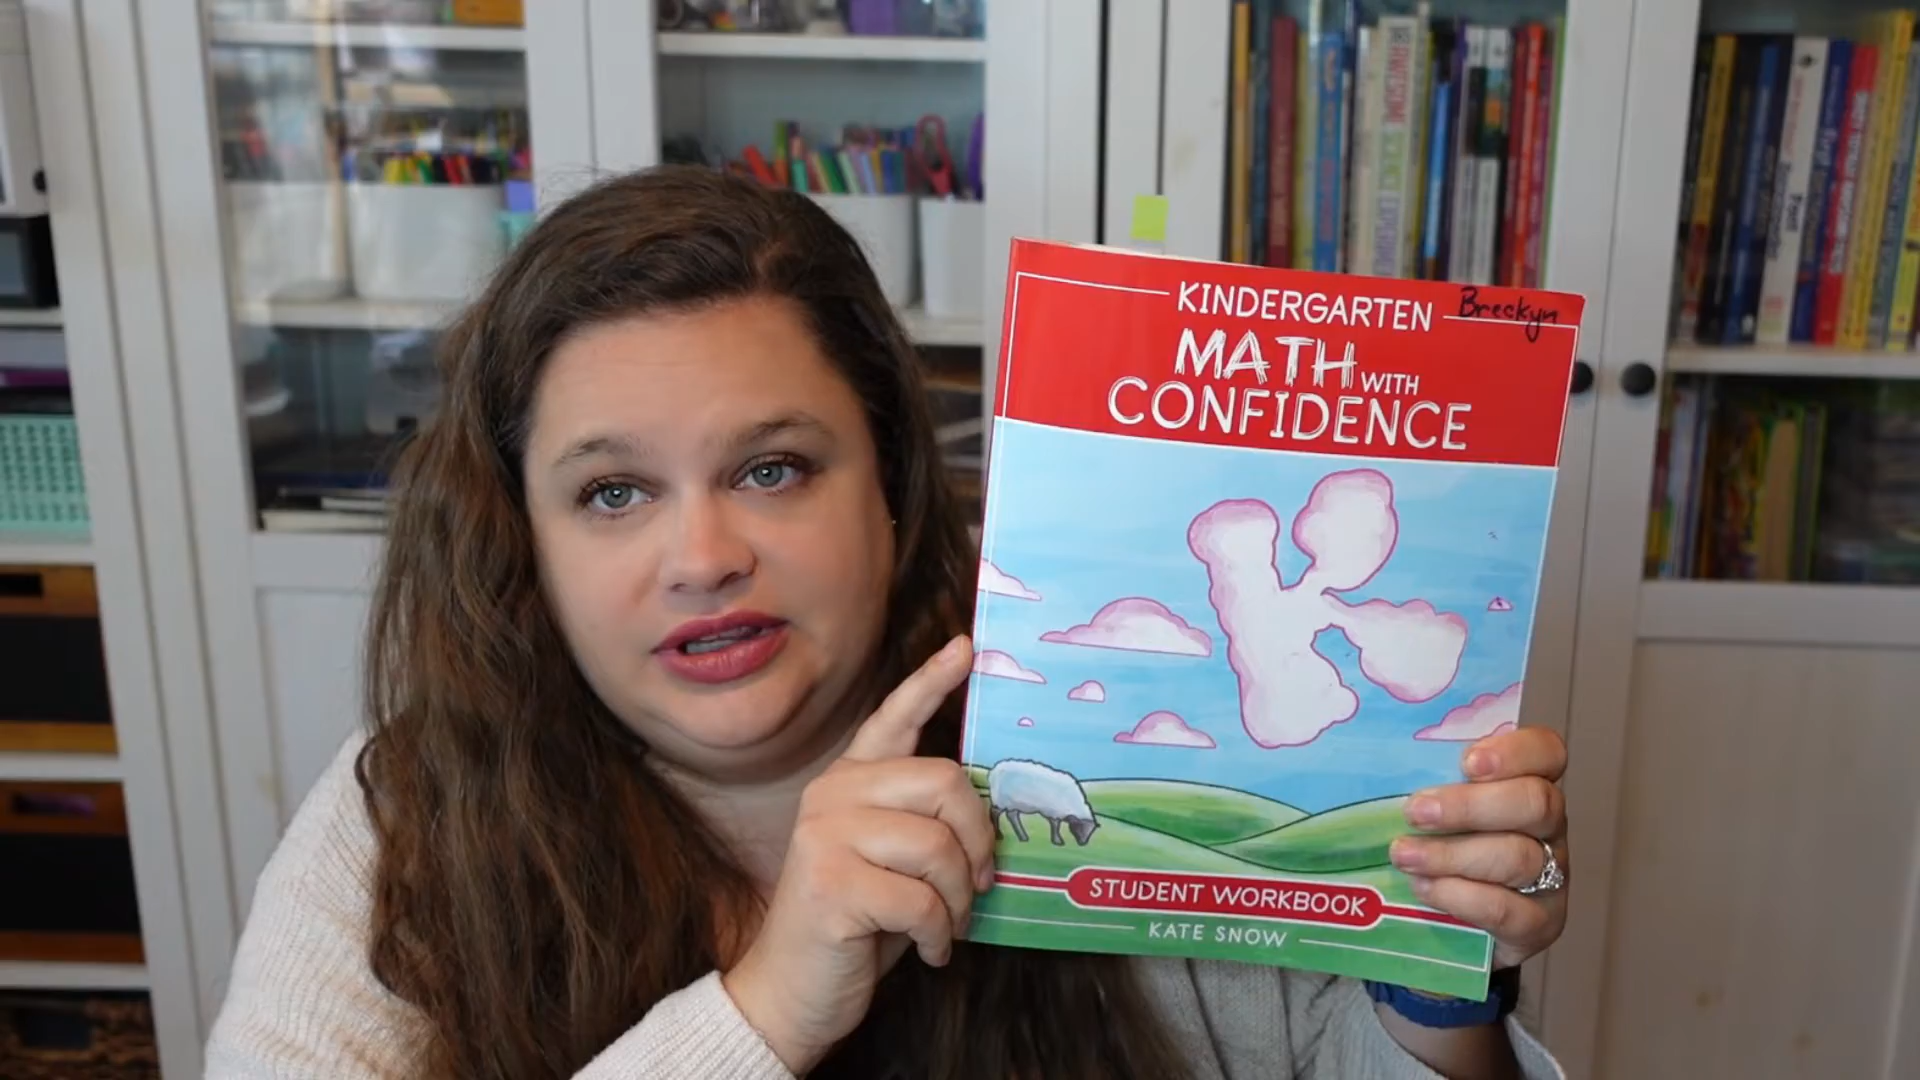 KINDERGARTEN
Breckyn
MATH WITH
CONFIDENCE
STUDENT WORKBOOK
KATE SNOW